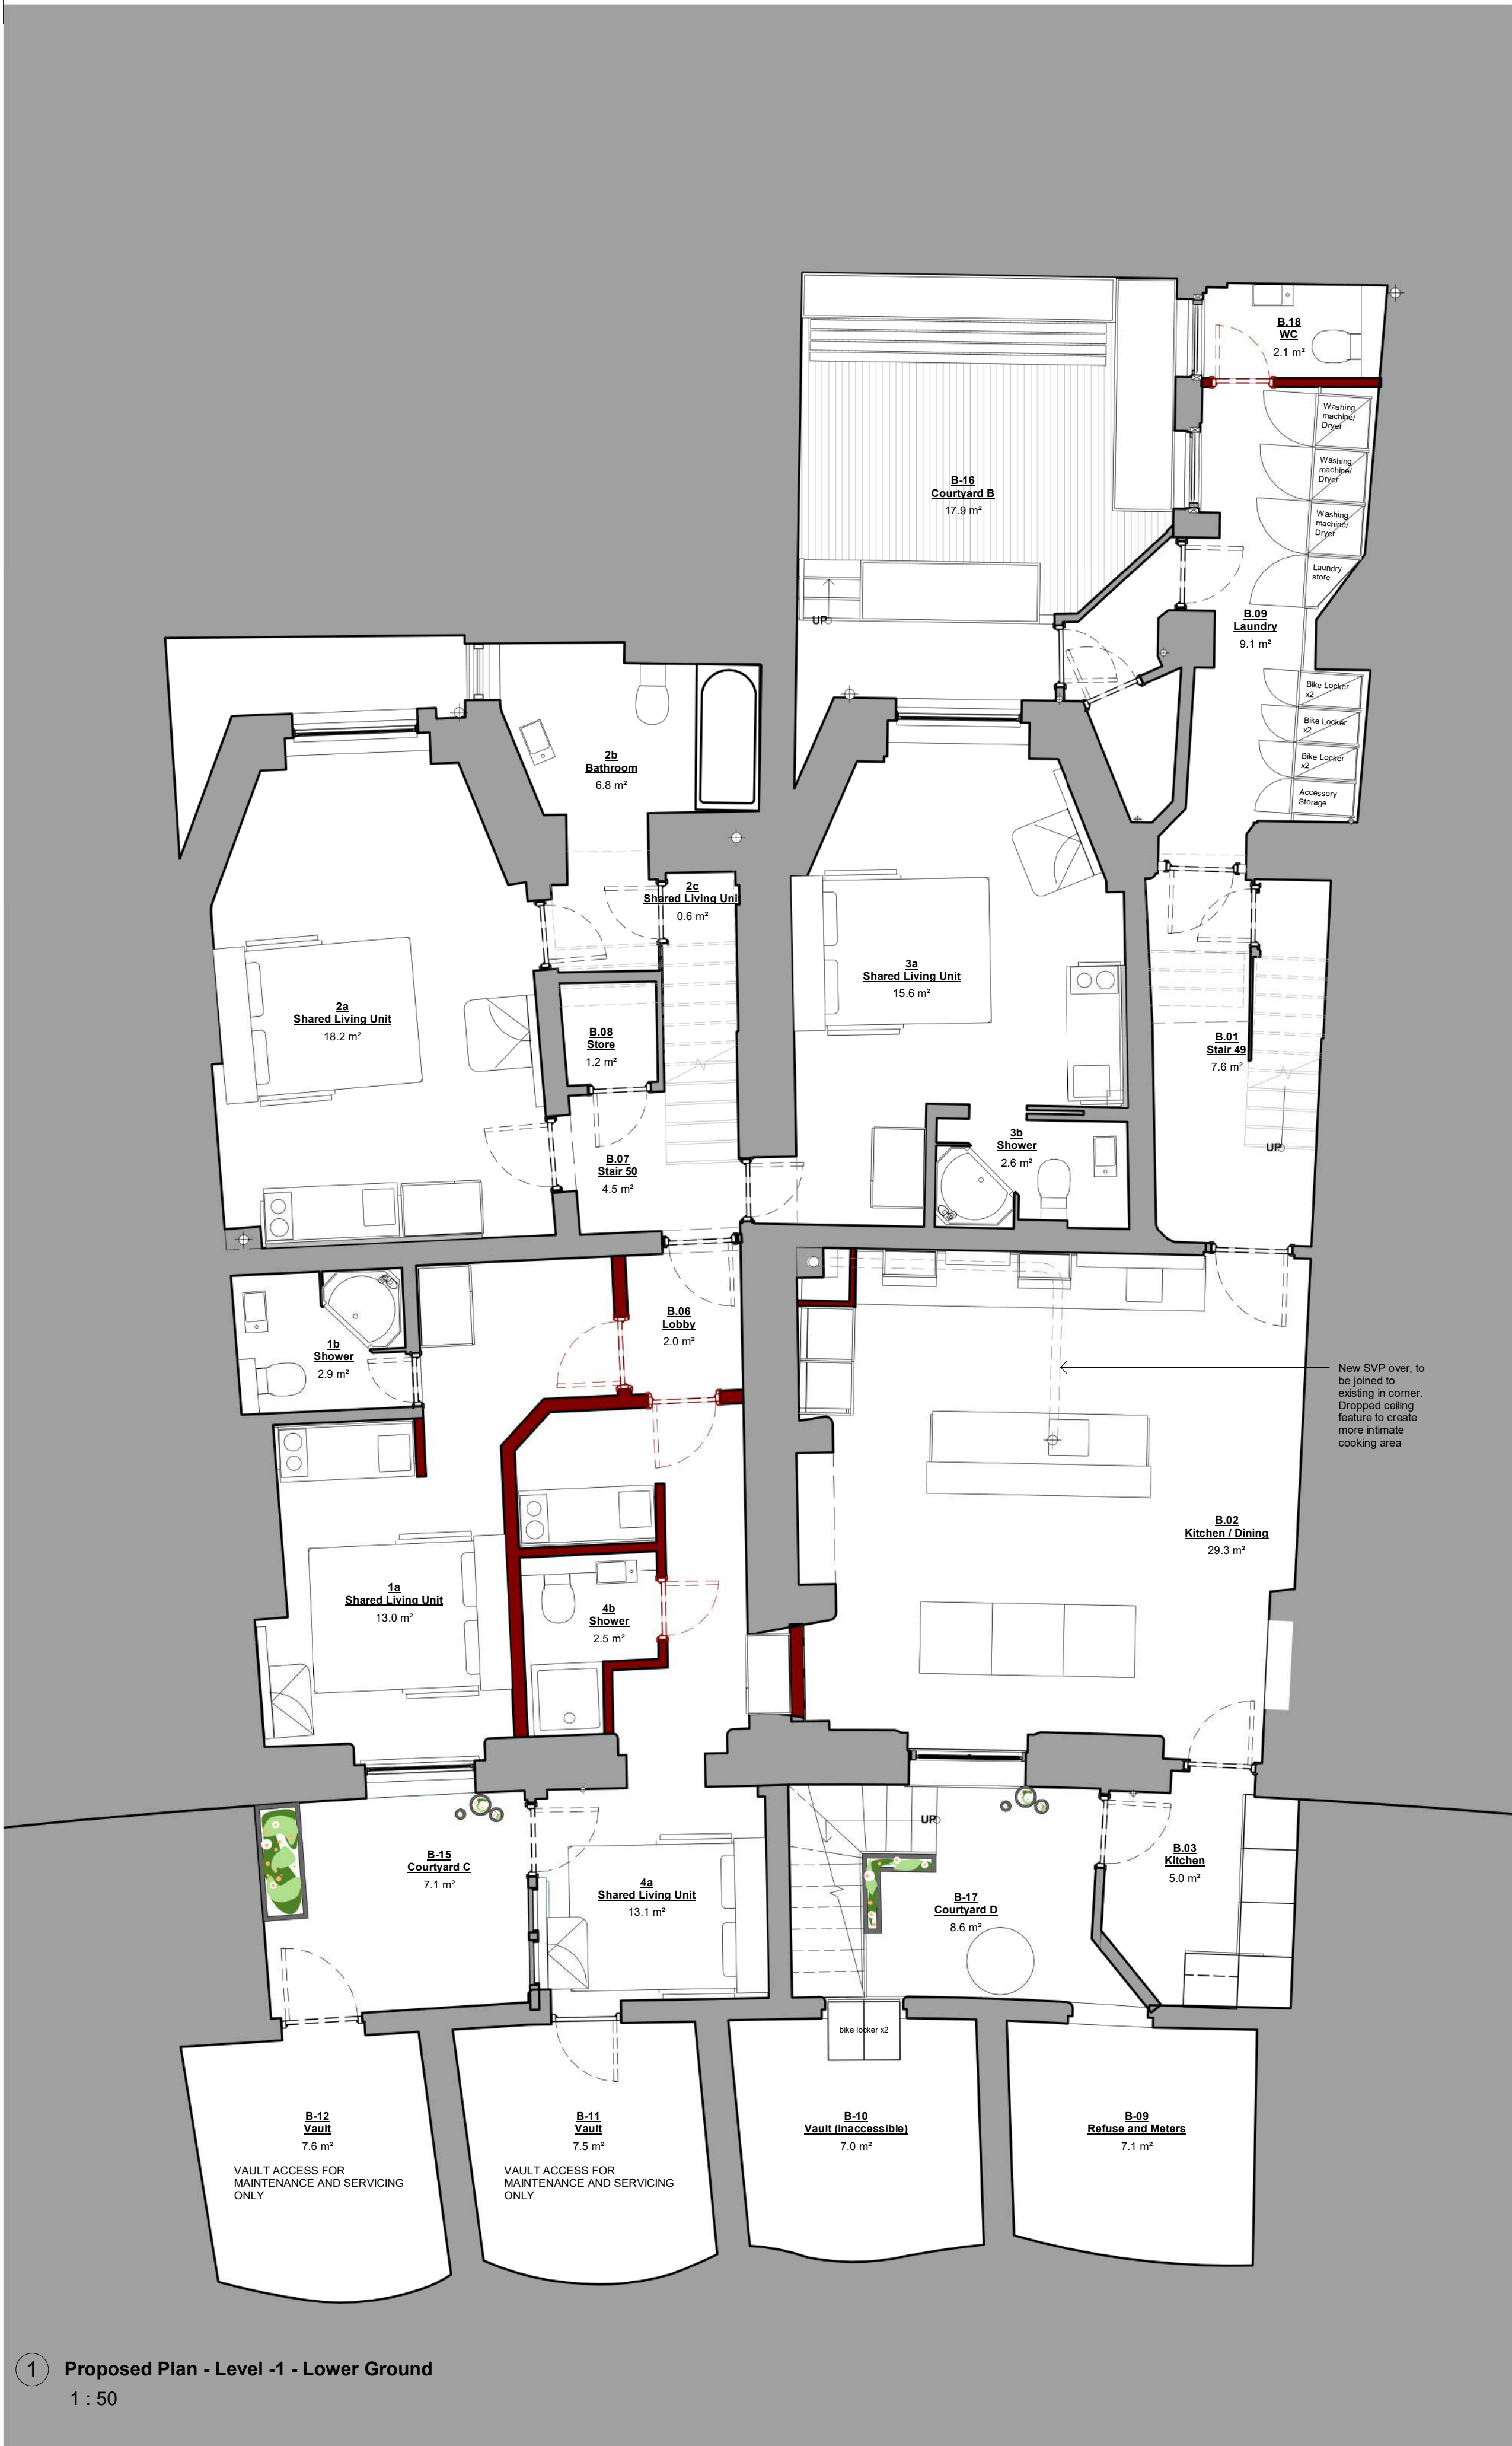 B.18
WC
2.1 m²
Washing
machine/
Dryer
Washing
machine/
Dryer
Washing
machine/
Dryer
Laundry
store
B-16
Courtyard B
17.9 m²
UP
B.09
Laundry
9.1 m²
Bike Locker
x2
Bike Locker
x2
Bike Locker
x2
Accessory
Storage
2b
Bathroom
6.8 m²
2c
Shared Living Unit
0.6 m²
3a
Shared Living Unit
15.6 m²
2a
Shared Living Unit
18.2 m²
B.08
Store
1.2 m²
B.01
Stair 49
7.6 m²
UP
3b
Shower
2.6 m²
B.07
Stair 50
4.5 m²
B.06
Lobby
2.0 m²
1b
Shower
2.9 m²
New SVP over, to
be joined to
existing in corner.
Dropped ceiling
feature to create
more intimate
cooking area
B.02
Kitchen / Dining
29.3 m²
1a
Shared Living Unit
13.0 m²
4b
Shower
2.5 m²
UP
B-15
Courtyard C
7.1 m²
4a
Shared Living Unit
13.1 m²
B-17
Courtyard D
8.6 m²
B.03
Kitchen
5.0 m²
bike locker x2
B-12
Vault
7.6 m²
VAULT ACCESS FOR
MAINTENANCE AND SERVICING
ONLY
B-11
Vault
7.5 m²
VAULT ACCESS FOR
MAINTENANCE AND SERVICING
ONLY
B-10
Vault (inaccessible)
7.0 m²
B-09
Refuse and Meters
7.1 m²
1
Proposed Plan - Level -1 - Lower Ground
1 : 50